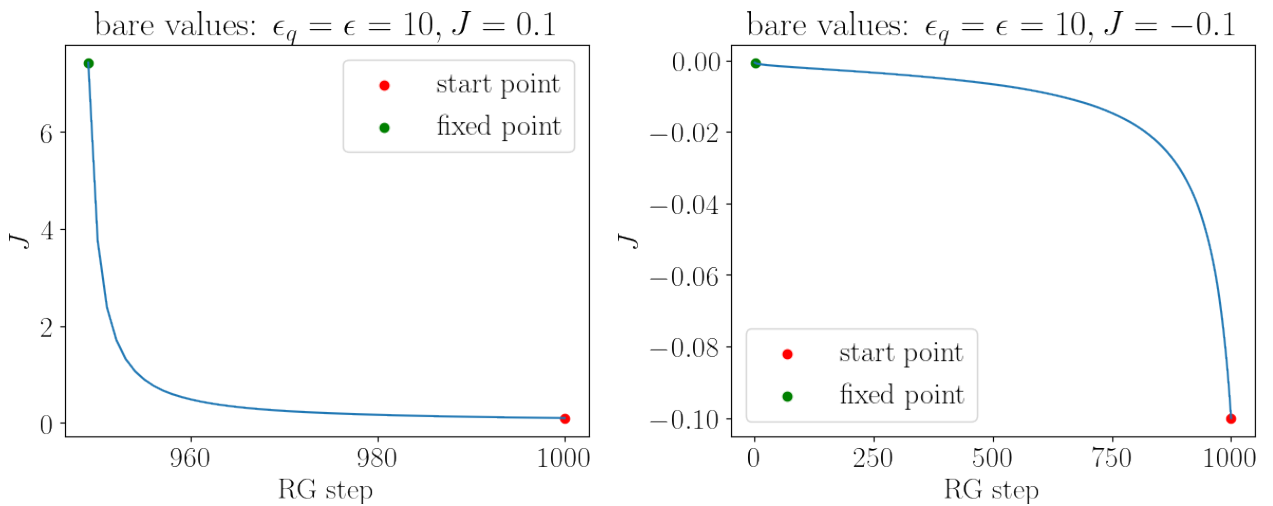 bare values: ϵ_q = ϵ = 10, J = 0.1
J
6
4
2
0
start point
fixed point
960
980
1000
RG step
bare values: ϵ_q = ϵ = 10, J = −0.1
J
0.00
−0.02
−0.04
−0.06
−0.08
−0.10
start point
fixed point
0
250
500
750
1000
RG step